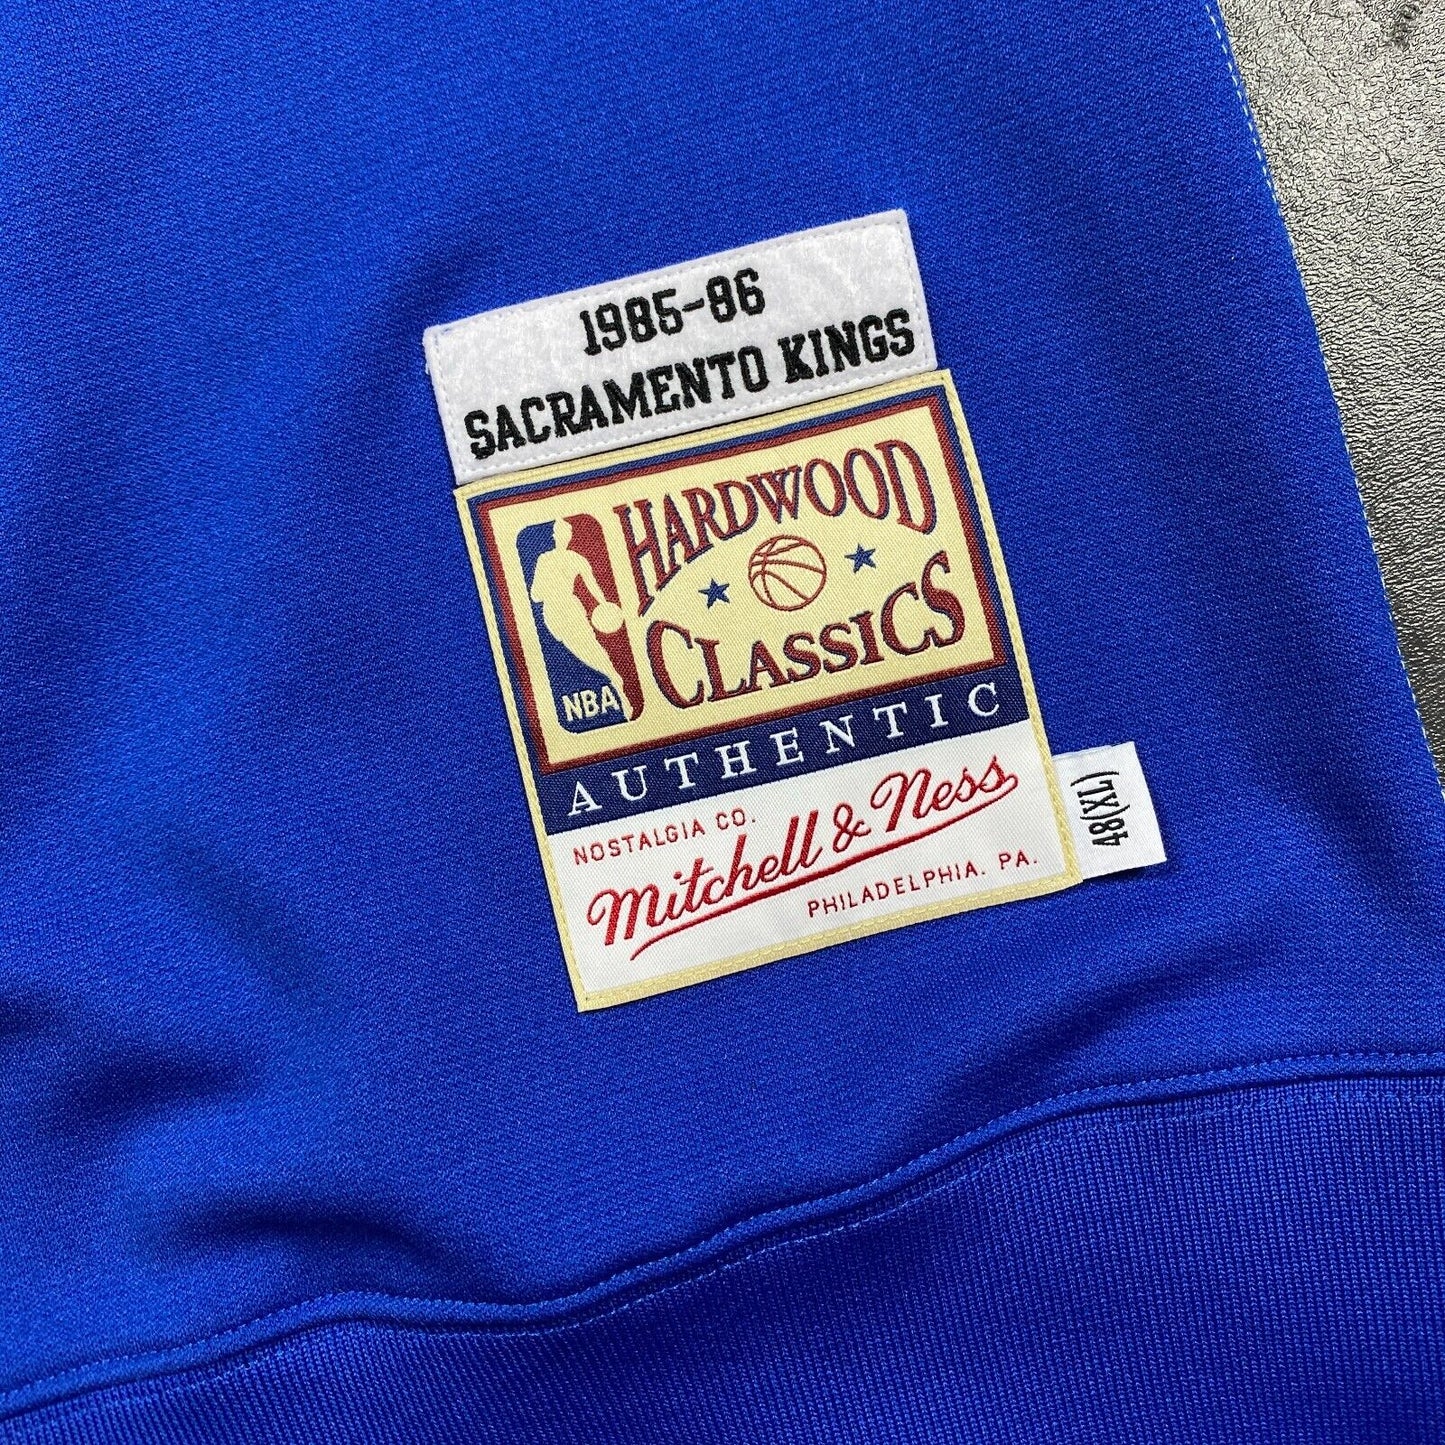 1985-86
SACRAMENTO KINGS
HARDWOOD
CLASSICS
NBA
AUTHENTIC
NOSTALGIA CO.
Mitchell & Ness
PHILADELPHIA, PA.
48(XL)